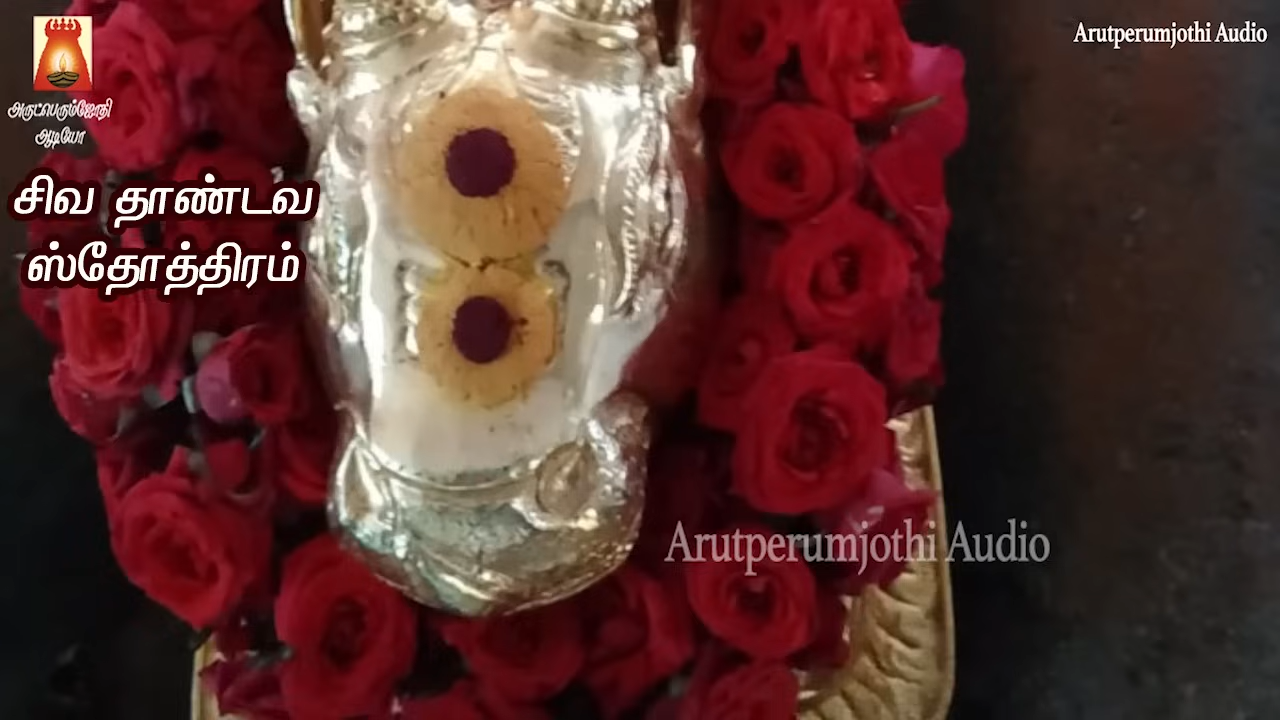 அருட்பெரும்ஜோதி
ஆடியோ
Arutperumjothi Audio
சிவ தாண்டவ
ஸ்தோத்திரம்
Arutperumjothi Audio